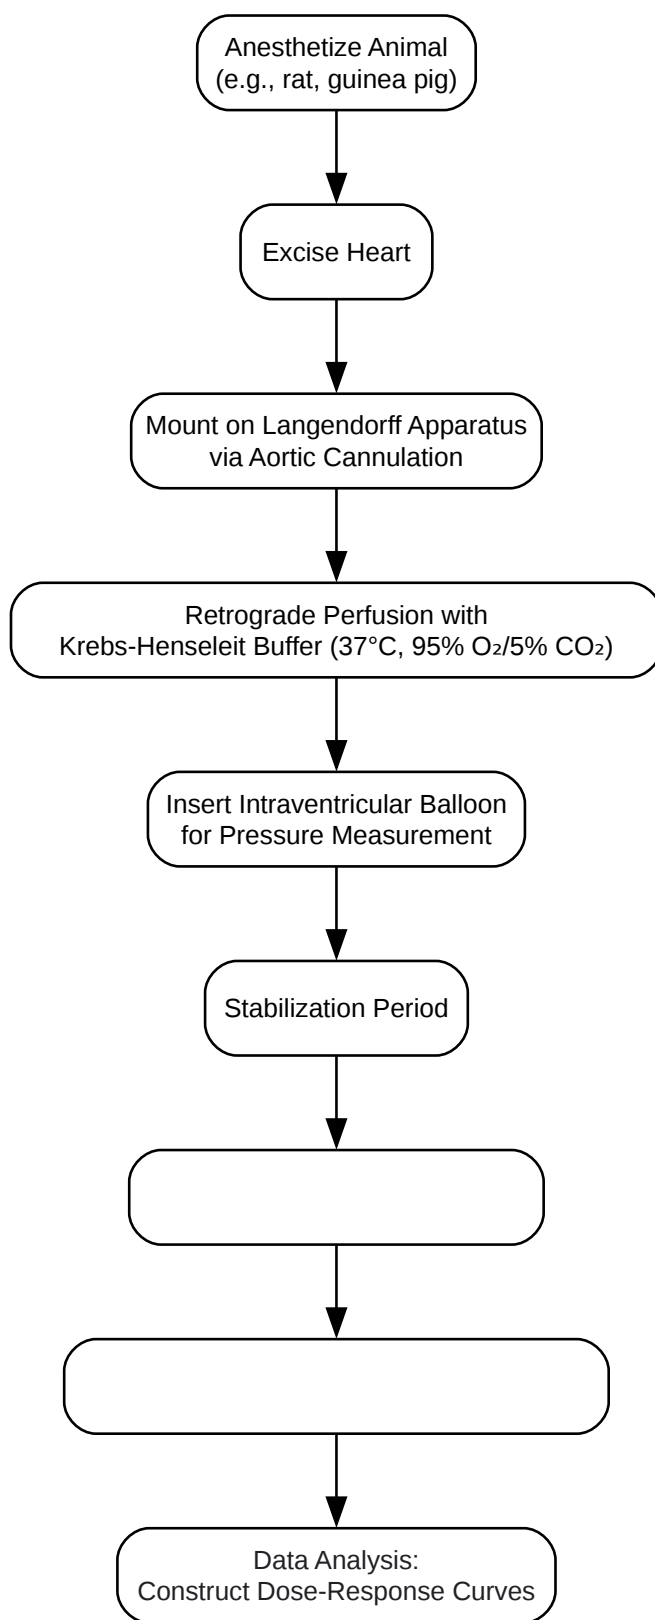 Anesthetize Animal
(e.g., rat, guinea pig)
Excise Heart
Mount on Langendorff Apparatus
via Aortic Cannulation
Retrograde Perfusion with
Krebs-Henseleit Buffer (37°C, 95% O₂/5% CO₂)
Insert Intraventricular Balloon
for Pressure Measurement
Stabilization Period
Data Analysis:
Construct Dose-Response Curves